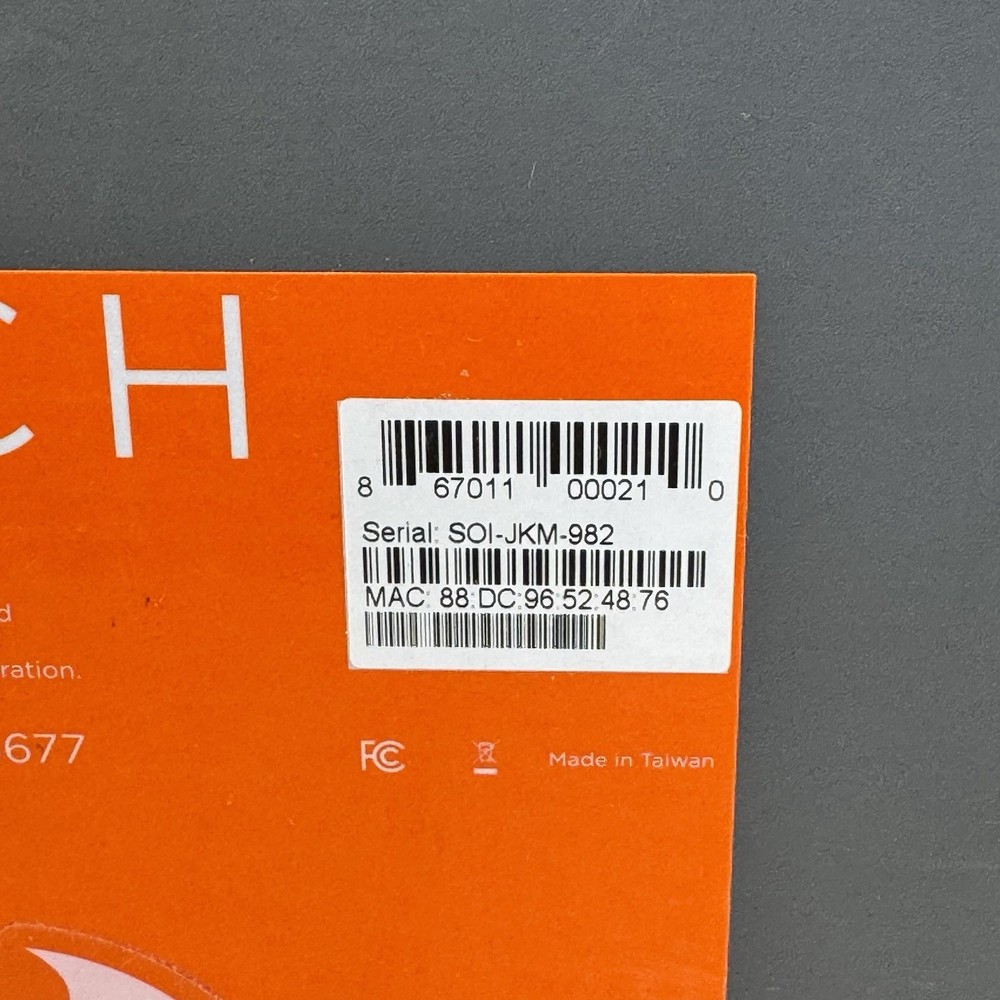 CH
8 67011 00021 0
Serial: SOI-JKM-982
MAC: 88:DC:96:52:48:76
d
ration.
677
FC
Made in Taiwan